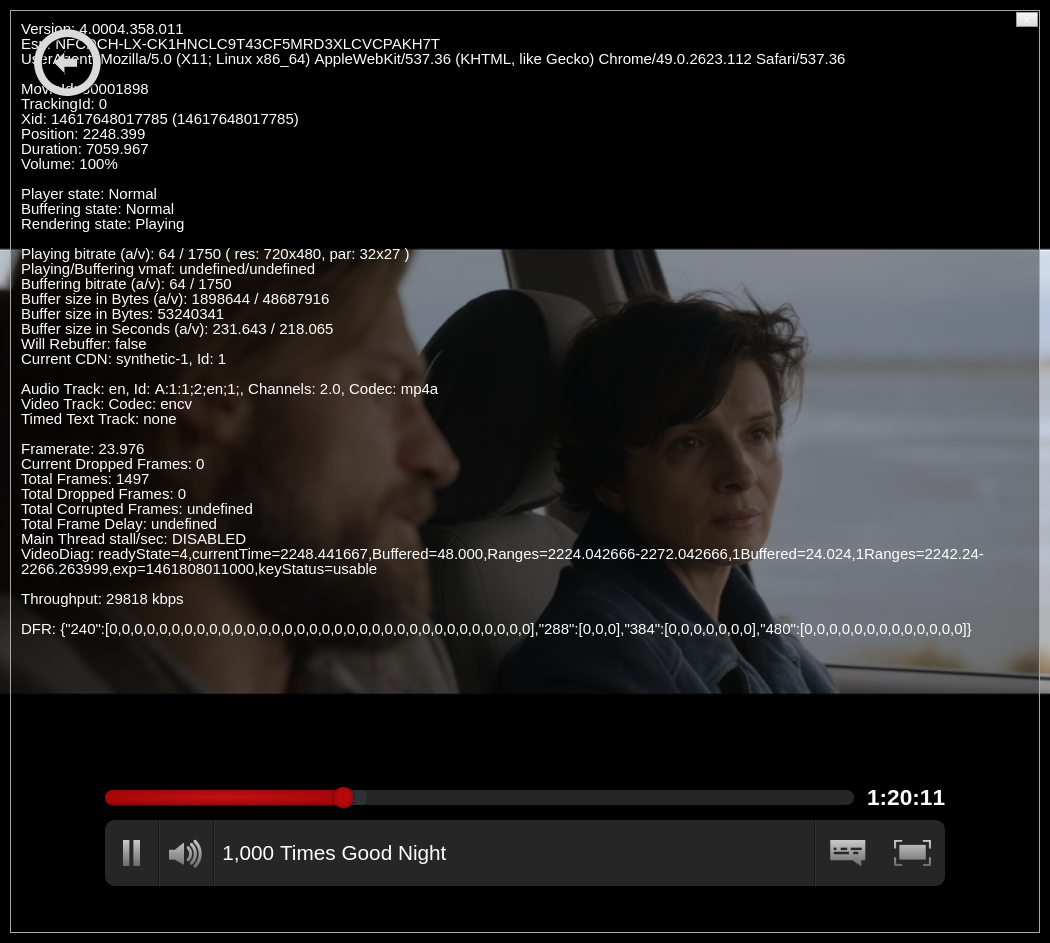 Version: 4.0004.358.011
Esn: NFCDCH-LX-CK1HNCLC9T43CF5MRD3XLCVCPAKH7T
UserAgent: Mozilla/5.0 (X11; Linux x86_64) AppleWebKit/537.36 (KHTML, like Gecko) Chrome/49.0.2623.112 Safari/537.36
TrackingId: 0
Xid: 14617648017785 (14617648017785)
Position: 2248.399
Duration: 7059.967
Volume: 100%
Player state: Normal
Buffering state: Normal
Rendering state: Playing
Playing bitrate (a/v): 64 / 1750 ( res: 720x480, par: 32x27 )
Playing/Buffering vmaf: undefined/undefined
Buffering bitrate (a/v): 64 / 1750
Buffer size in Bytes (a/v): 1898644 / 48687916
Buffer size in Bytes: 53240341
Buffer size in Seconds (a/v): 231.643 / 218.065
Will Rebuffer: false
Current CDN: synthetic-1, Id: 1
Audio Track: en, Id: A:1:1;2;en;1;, Channels: 2.0, Codec: mp4a
Video Track: Codec: encv
Timed Text Track: none
Framerate: 23.976
Current Dropped Frames: 0
Total Frames: 1497
Total Dropped Frames: 0
Total Corrupted Frames: undefined
Total Frame Delay: undefined
Main Thread stall/sec: DISABLED
VideoDiag: readyState=4,currentTime=2248.441667,Buffered=48.000,Ranges=2224.042666-2272.042666,1Buffered=24.024,1Ranges=2242.24-
2266.263999,exp=1461808011000,keyStatus=usable
Throughput: 29818 kbps
DFR: {"240":[0,0,0,0,0,0,0,0,0,0,0,0,0,0,0,0,0,0,0,0,0,0,0,0,0,0,0,0,0,0,0,0,0,0],"288":[0,0,0],"384":[0,0,0,0,0,0,0],"480":[0,0,0,0,0,0,0,0,0,0,0,0,0]}
1:20:11
1,000 Times Good Night